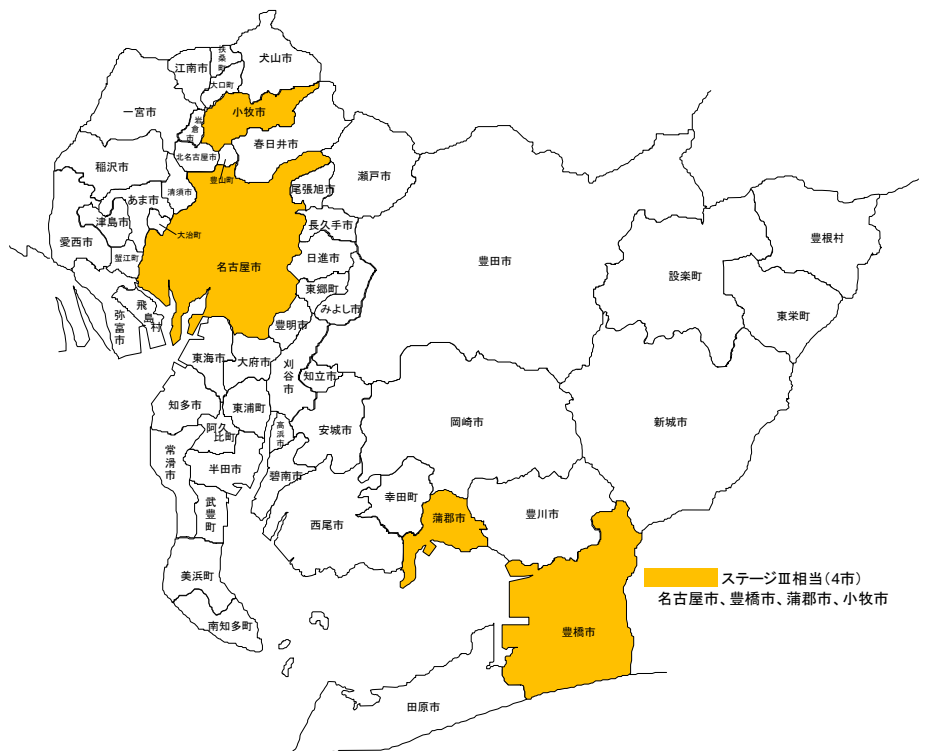 犬山市
扶桑町
江南市
大口町
一宮市
小牧市
岩倉市
春日井市
北名古屋市
豊山町
稲沢市
瀬戸市
清須市
尾張旭市
あま市
津島市
大治町
長久手市
愛西市
蟹江町
日進市
名古屋市
豊田市
東郷町
みよし市
飛島村
弥富市
豊明市
豊根村
設楽町
東栄町
東海市
大府市
刈谷市
知立市
知多市
東浦町
阿久比町
高浜市
安城市
岡崎市
新城市
常滑市
半田市
碧南市
武豊町
西尾市
幸田町
蒲郡市
豊川市
美浜町
南知多町
豊橋市
田原市
ステージⅢ相当(4市)
名古屋市、豊橋市、蒲郡市、小牧市